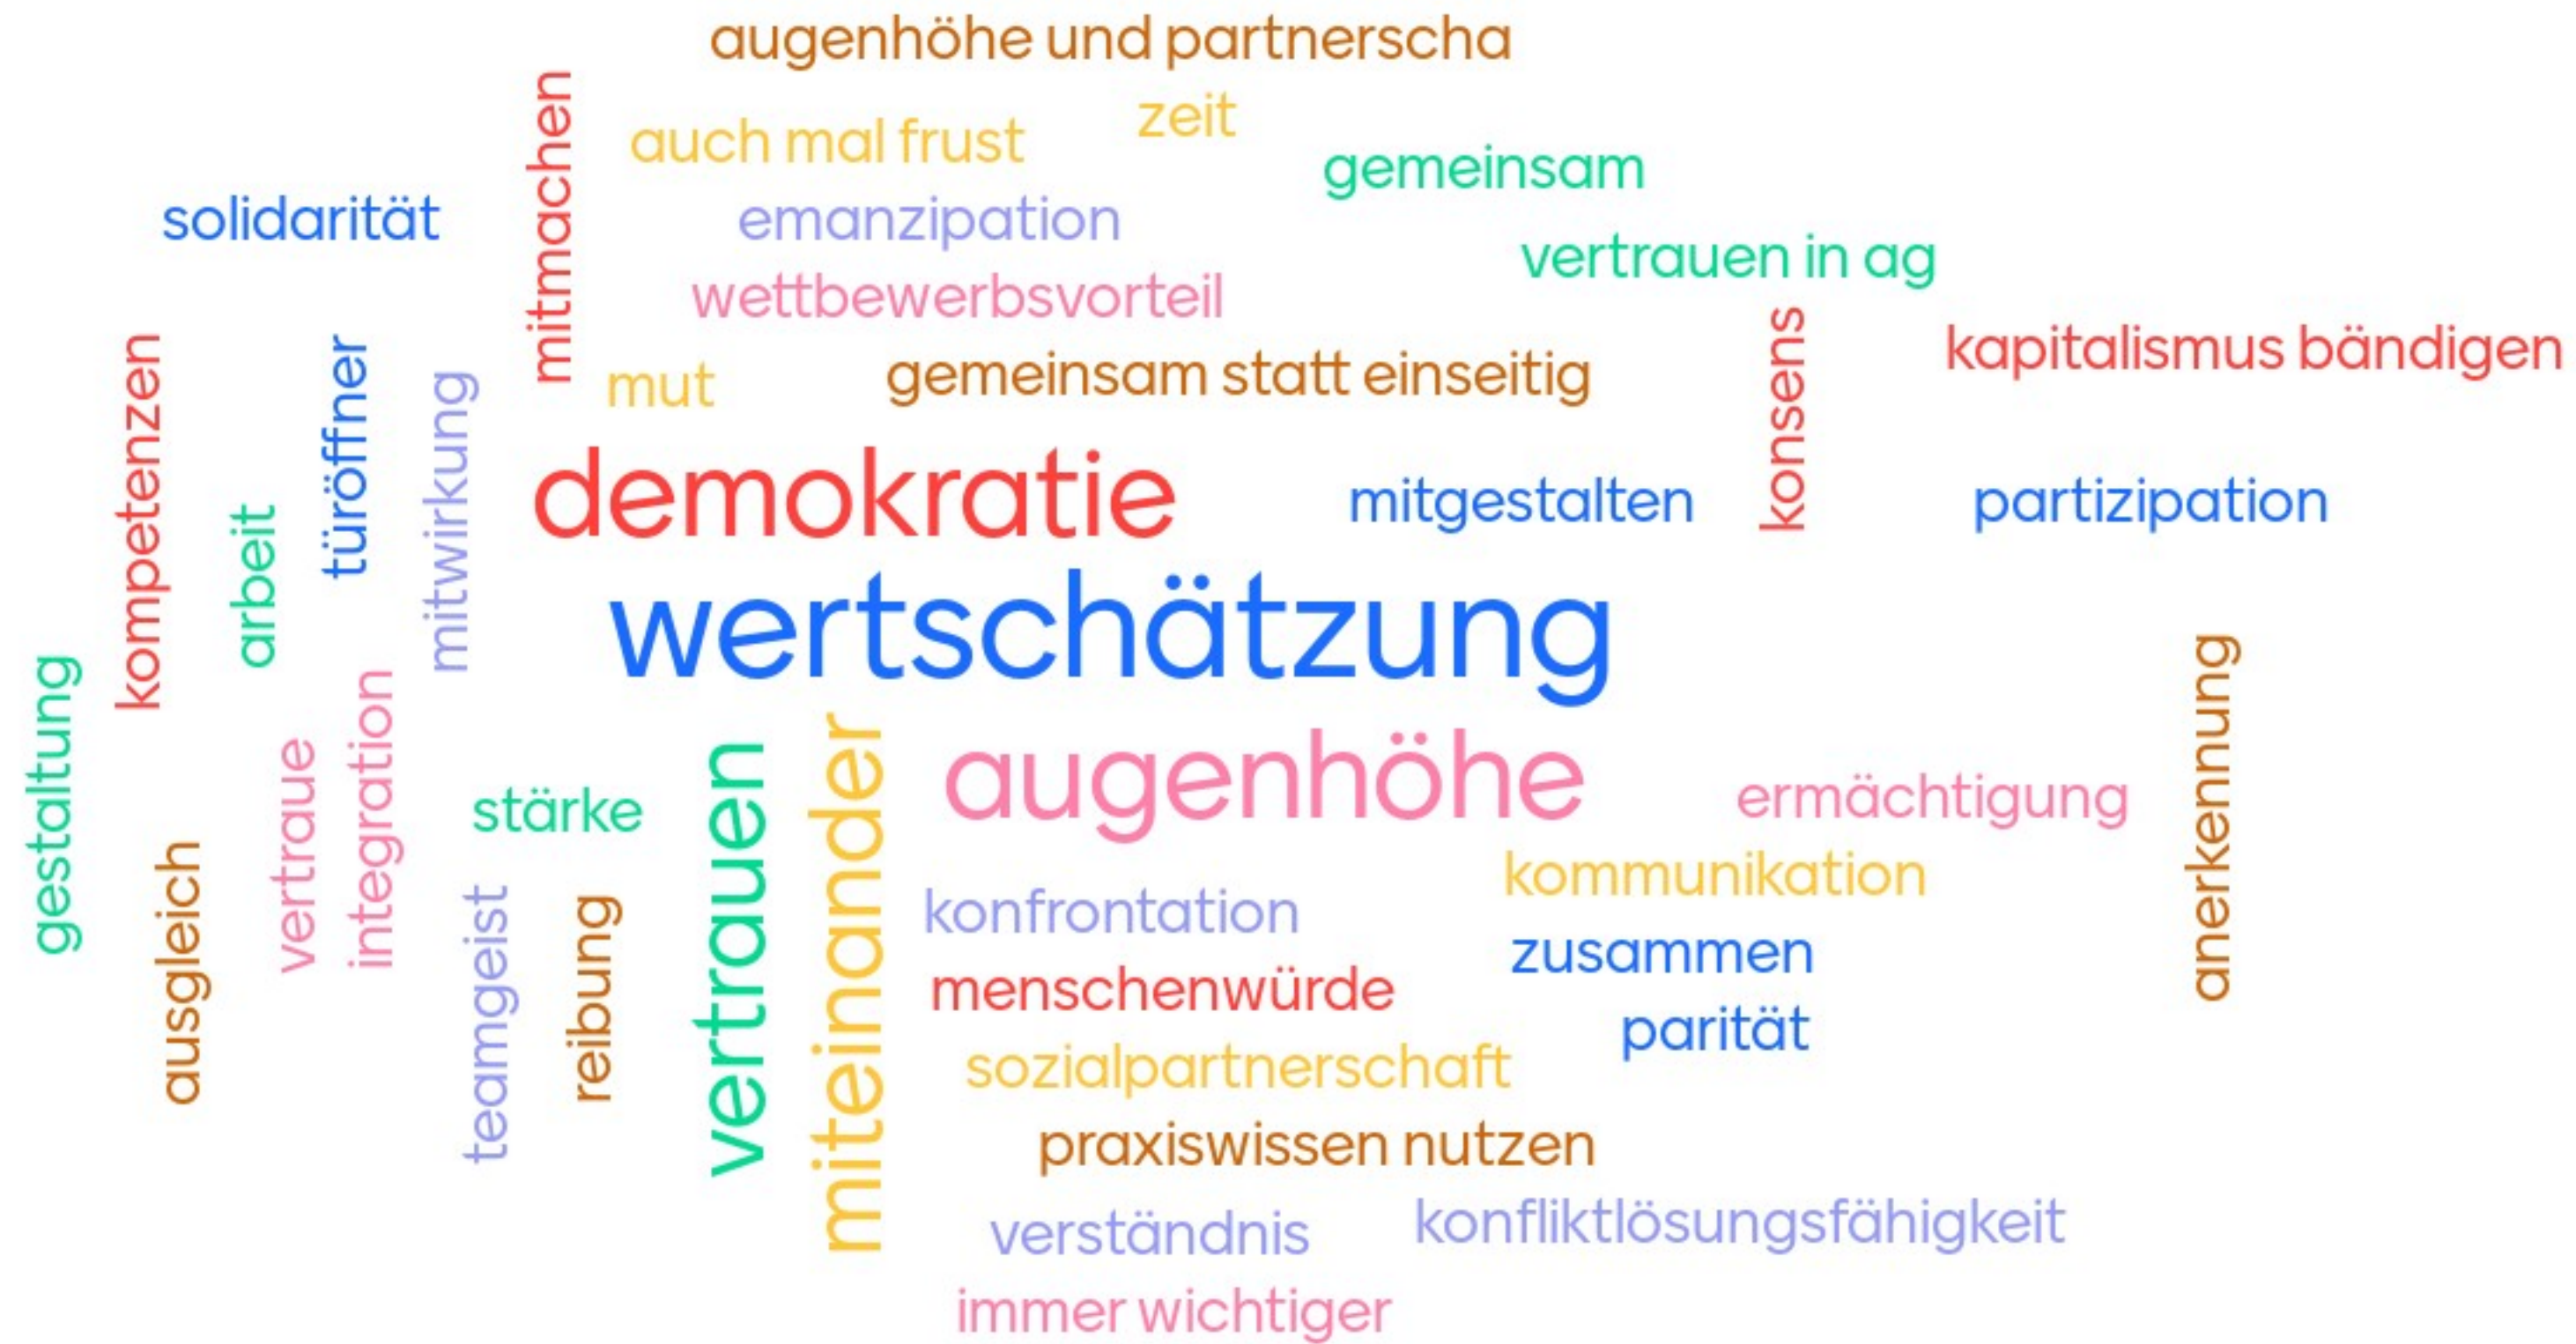 augenhöhe und partnerscha
zeit
auch mal frust
mitmachen
gemeinsam
solidarität
emanzipation
vertrauen in ag
wettbewerbsvorteil
konsens
kapitalismus bändigen
kompetenzen
türöffner
mitwirkung
mut
gemeinsam statt einseitig
demokratie
mitgestalten
partizipation
arbeit
wertschätzung
gestaltung
vertraue
integration
stärke
vertrauen
miteinander
augenhöhe
ermächtigung
anerkennung
kommunikation
ausgleich
teamgeist
reibung
konfrontation
zusammen
menschenwürde
parität
sozialpartnerschaft
praxiswissen nutzen
verständnis
konfliktlösungsfähigkeit
immer wichtiger